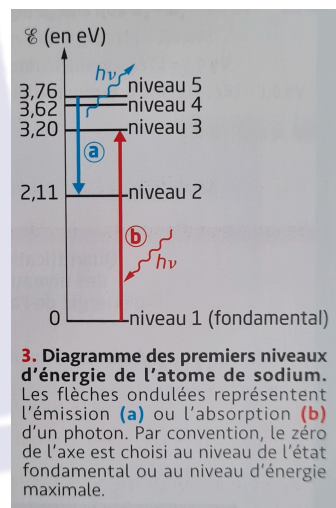 ℰ (en eV)
hν
3,76 niveau 5
3,62 niveau 4
3,20 niveau 3
a
2,11 niveau 2
b
hν
0 niveau 1 (fondamental)
3. Diagramme des premiers niveaux
d'énergie de l'atome de sodium.
Les flèches ondulées représentent
l'émission (a) ou l'absorption (b)
d'un photon. Par convention, le zéro
de l'axe est choisi au niveau de l'état
fondamental ou au niveau d'énergie
maximale.